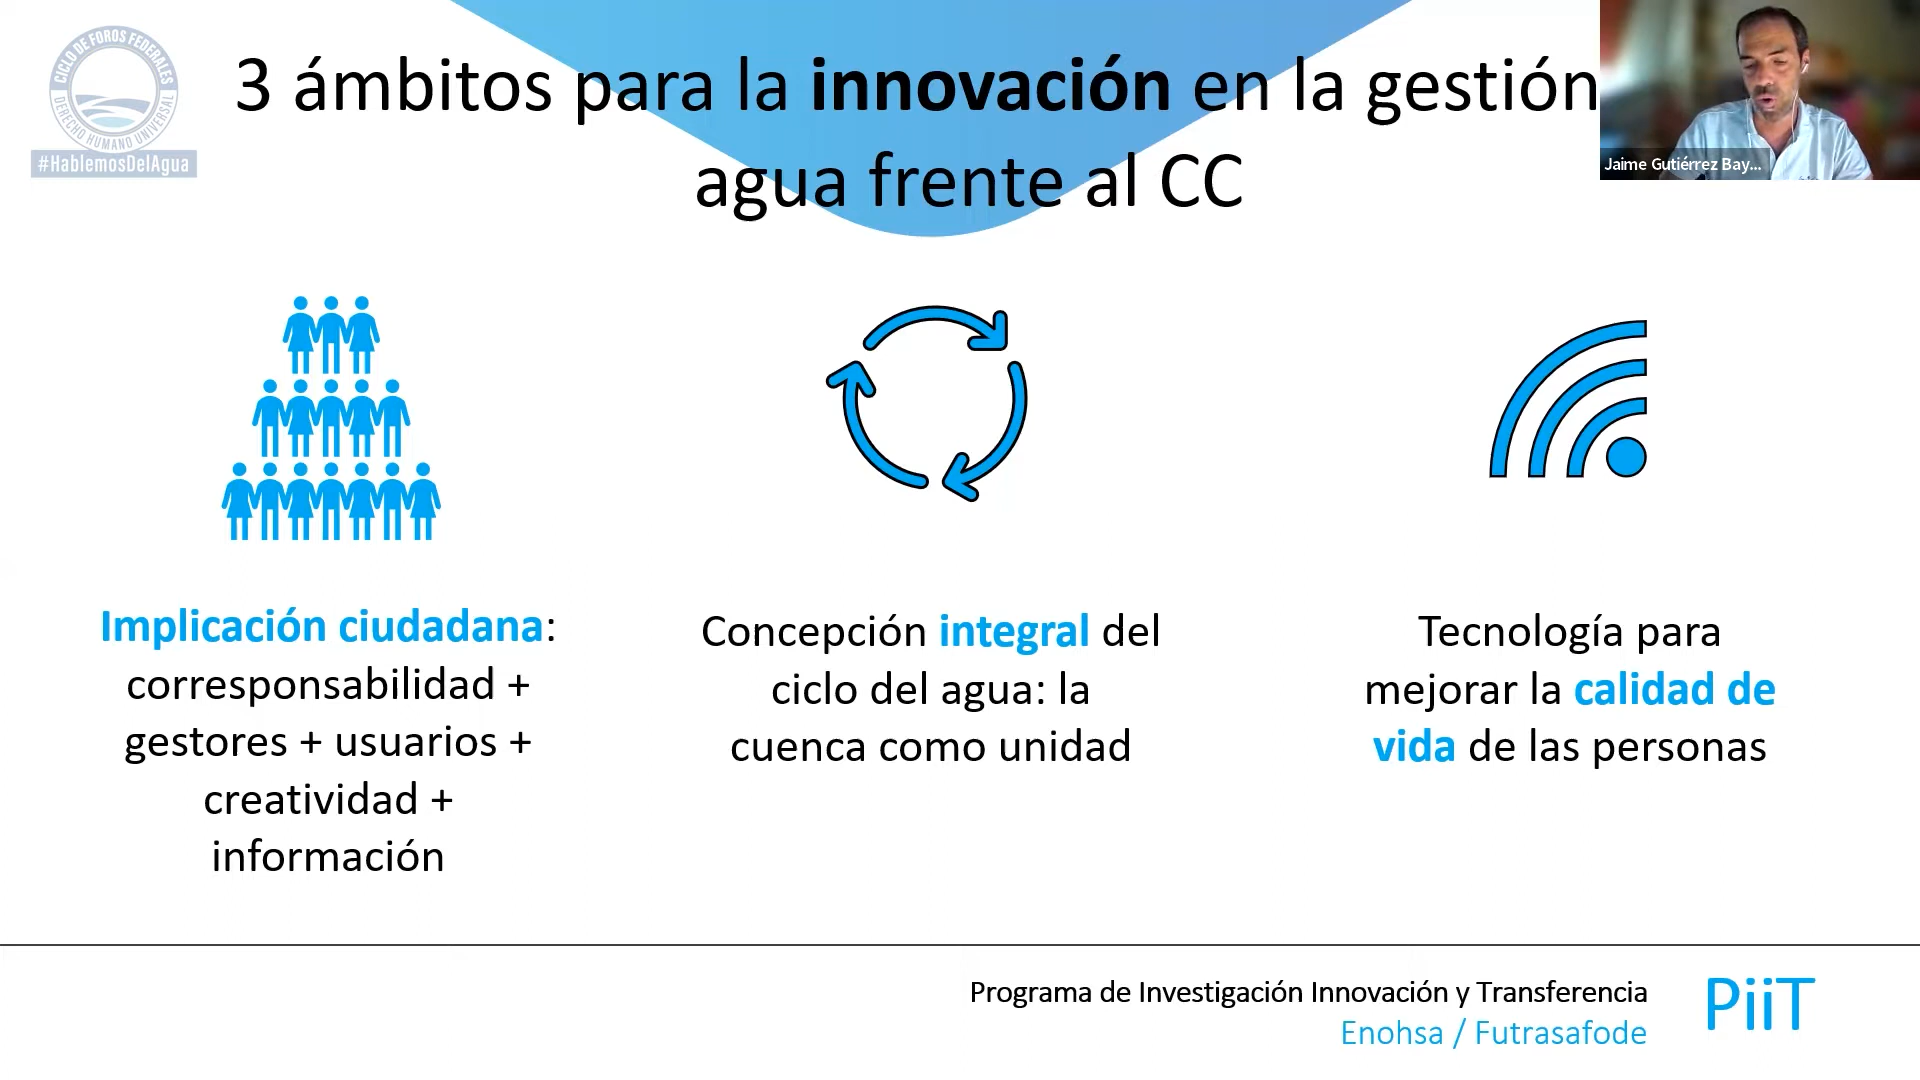 CICLO DE FOROS FEDERALES
DERECHO HUMANO UNIVERSAL
#HablemosDelAgua
3 ámbitos para la innovación en la gestión
agua frente al CC
Jaime Gutiérrez Bay...
Implicación ciudadana:
corresponsabilidad +
gestores + usuarios +
creatividad +
información
Concepción integral del
ciclo del agua: la
cuenca como unidad
Tecnología para
mejorar la calidad de
vida de las personas
Programa de Investigación Innovación y Transferencia
Enohsa / Futrasafode
PiiT